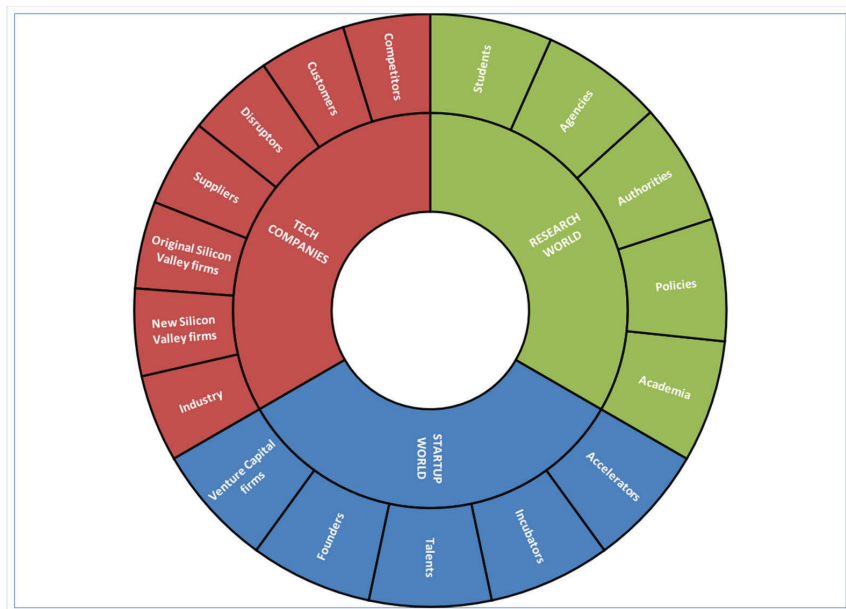 Competitors
Customers
Disruptors
Suppliers
Original Silicon
Valley firms
New Silicon
Valley firms
Industry
TECH
COMPANIES
Students
Agencies
Authorities
Policies
Academia
RESEARCH
WORLD
STARTUP
WORLD
Venture Capital
firms
Founders
Talents
Incubators
Accelerators